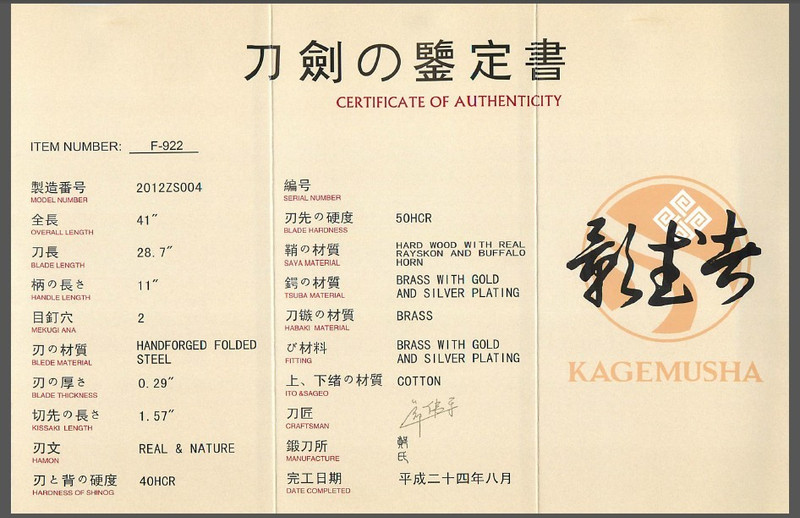 刀劍の鑒定書
CERTIFICATE OF AUTHENTICITY
ITEM NUMBER: F-922
製造番号 2012ZS004
MODEL NUMBER
全長 41″
OVERALL LENGTH
刀長 28.7″
BLADE LENGTH
柄の長さ 11″
HANDLE LENGTH
目釘穴 2
MEKUGI ANA
刃の材質 HANDFORGED FOLDED
STEEL
BLEDE MATERIAL
刃の厚さ 0.29″
BLADE THICKNESS
切先の長さ 1.57″
KISSAKI LENGTH
刃文 REAL & NATURE
HAMON
刃と背の硬度 40HCR
HARDNESS OF SHINOG
編号
SERIAL NUMBER
刃先の硬度 50HCR
BLADE HARDNESS
鞘の材質 HARD WOOD WITH REAL
RAYSKON AND BUFFALO
HORN
SAYA MATERIAL
鍔の材質 BRASS WITH GOLD
AND SILVER PLATING
TSUBA MATERIAL
刀鏃の材質 BRASS
HABAKI MATERIAL
び材料 BRASS WITH GOLD
AND SILVER PLATING
FITTING
上、下绪の材質 COTTON
ITO &SAGEO
刀匠
CRAFTSMAN
鍛刀所
MANUFACTURE
完工日期 平成二十四年八月
DATE COMPLETED
KAGEMUSHA